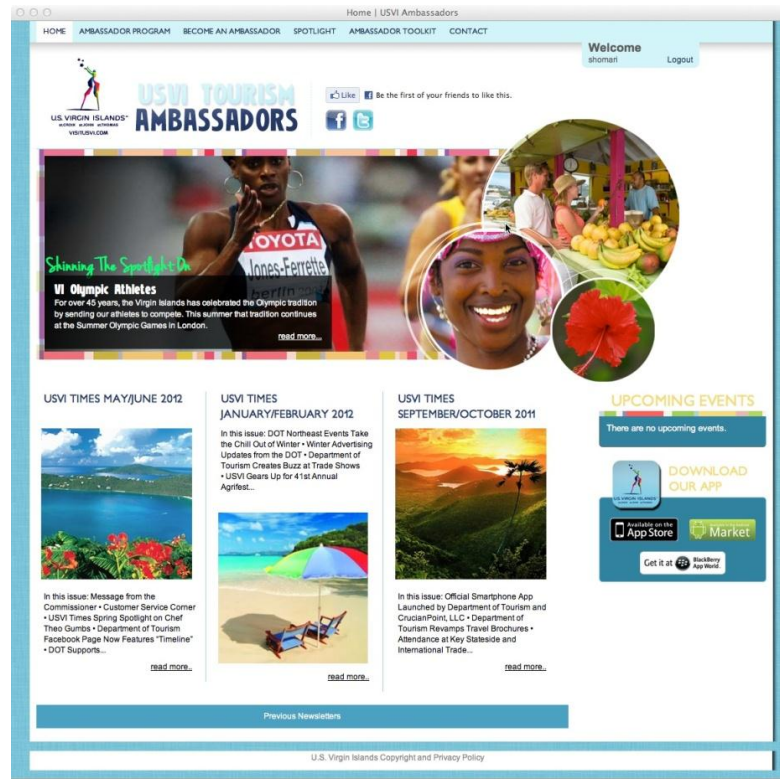 Home | USVI Ambassadors
HOME AMBASSADOR PROGRAM BECOME AN AMBASSADOR SPOTLIGHT AMBASSADOR TOOLKIT CONTACT
Welcome
shomari Logout
U.S. VIRGIN ISLANDS
VISITUSVI.COM
USVI TOURISM
AMBASSADORS
Like Be the first of your friends to like this.
TOYOTA
Jones-Ferrette
berlin
Shinning The Spotlight On
VI Olympic Athletes
For over 45 years, the Virgin Islands has celebrated the Olympic tradition
by sending our athletes to compete. This summer that tradition continues
at the Summer Olympic Games in London.
read more...
USVI TIMES MAY/JUNE 2012
In this issue: Message from the
Commissioner • Customer Service Corner
• USVI Times Spring Spotlight on Chef
Theo Gumbs • Department of Tourism
Facebook Page Now Features "Timeline"
• DOT Supports...
read more..
USVI TIMES
JANUARY/FEBRUARY 2012
In this issue: DOT Northeast Events Take
the Chill Out of Winter • Winter Advertising
Updates from the DOT • Department of
Tourism Creates Buzz at Trade Shows
• USVI Gears Up for 41st Annual
Agrifest...
read more..
USVI TIMES
SEPTEMBER/OCTOBER 2011
In this issue: Official Smartphone App
Launched by Department of Tourism and
CrucianPoint, LLC • Department of
Tourism Revamps Travel Brochures •
Attendance at Key Stateside and
International Trade...
read more..
UPCOMING EVENTS
There are no upcoming events.
DOWNLOAD
OUR APP
U.S. VIRGIN ISLANDS
Available on the
App Store
Market
Get it at BlackBerry
App World
Previous Newsletters
U.S. Virgin Islands Copyright and Privacy Policy